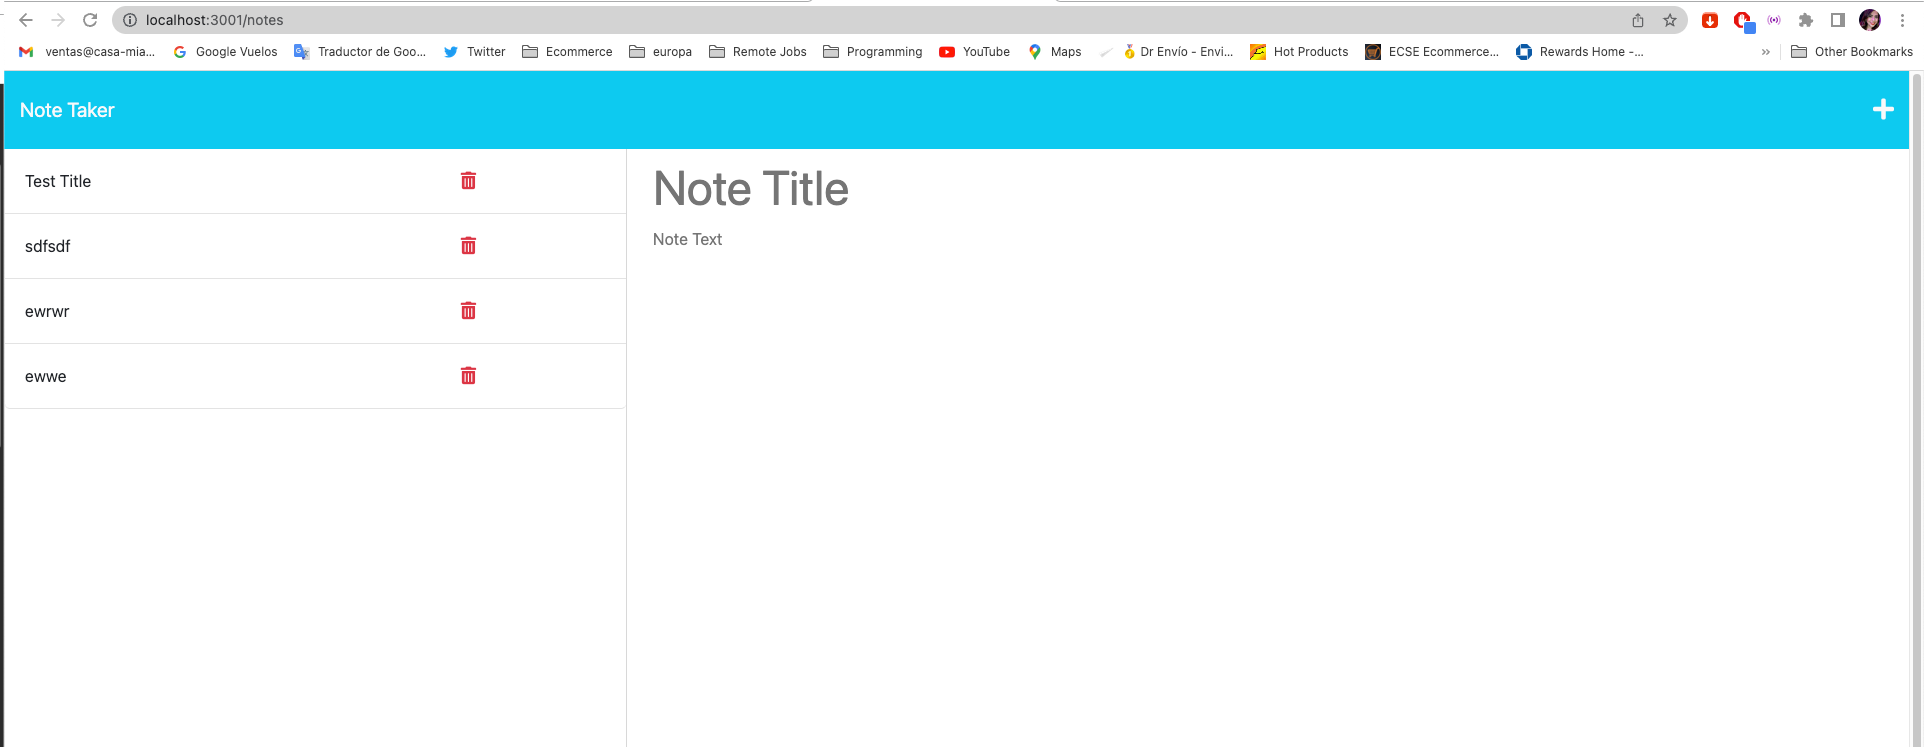 localhost:3001/notes
ventas@casa-mia... Google Vuelos Traductor de Goo... Twitter Ecommerce europa Remote Jobs Programming YouTube Maps Dr Envío - Envi... Hot Products ECSE Ecommerce... Rewards Home -... » Other Bookmarks
Note Taker
Test Title
sdfsdf
ewrwr
ewwe
Note Title
Note Text